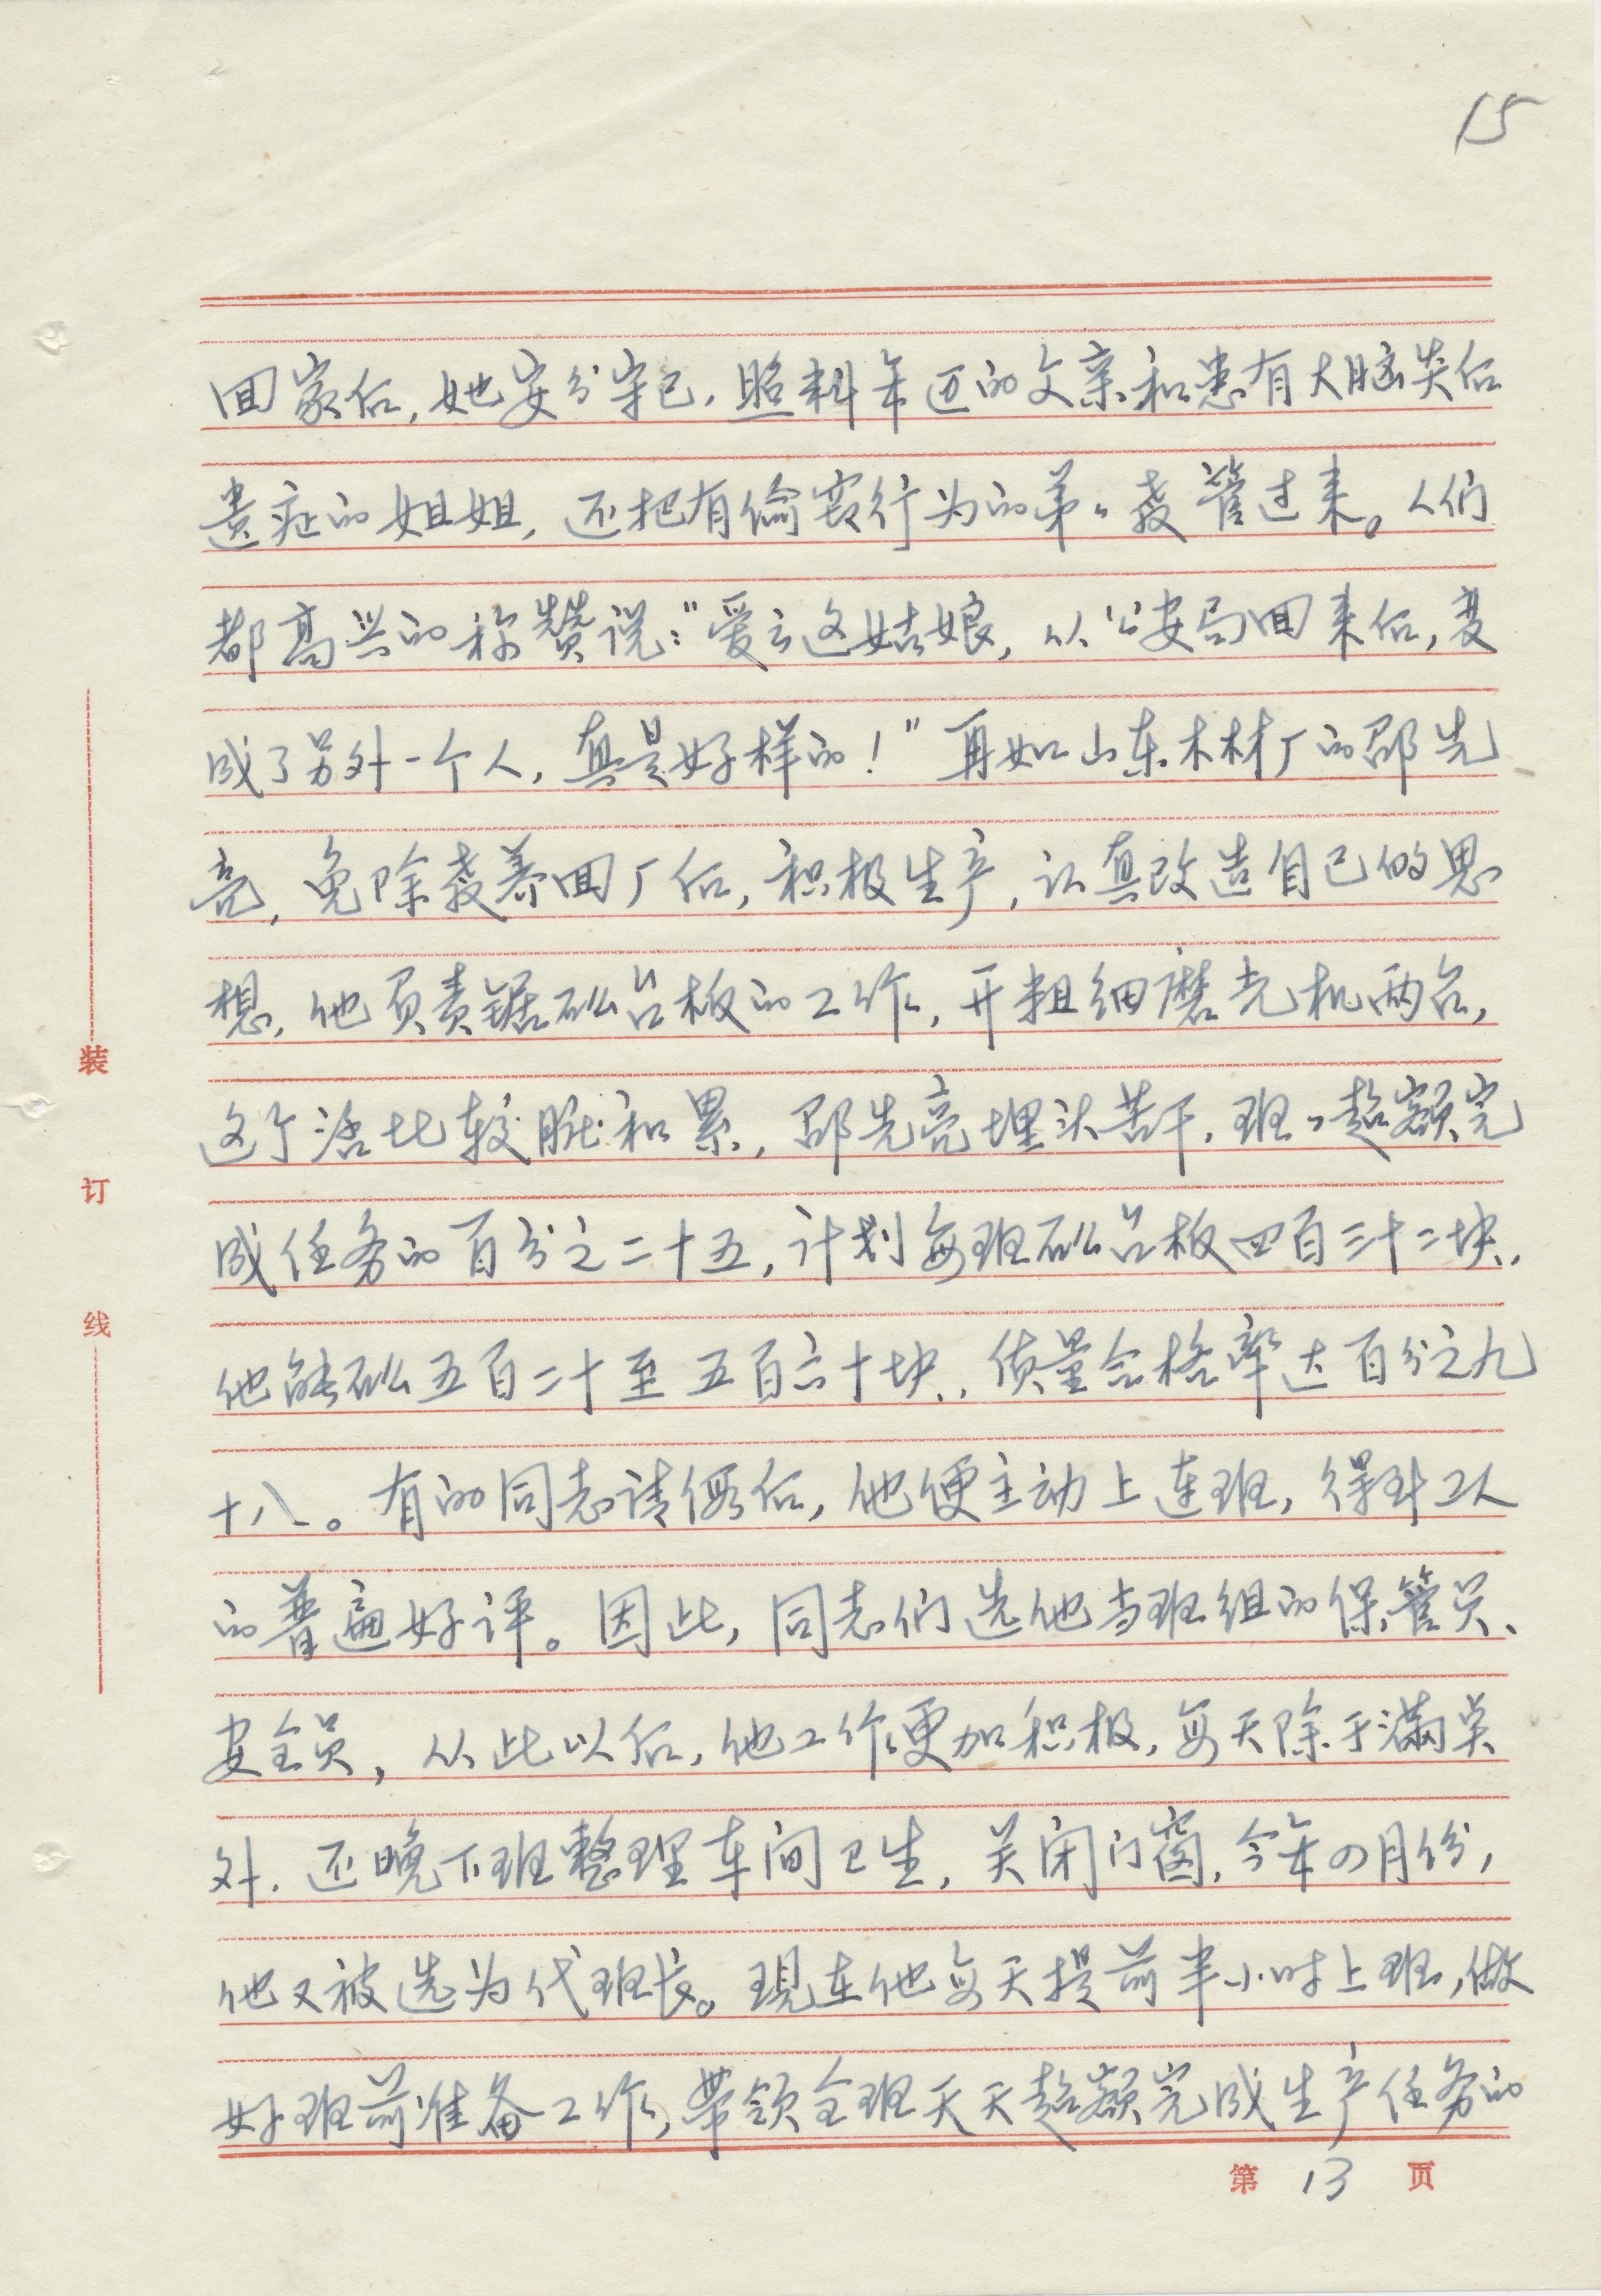 15
回家后，她安分守己，照料年迈的父亲和患有大脑炎后
遗症的姐姐，还把有偷窃行为的弟弟教管过来。人们
都高兴的称赞说："爱云这姑娘，从公安局回来后，变
成了另外一个人，真是好样的！"再如山东木材厂的邵先
亮，免除教养回厂后，积极生产，认真改造自己的思
想，他负责锯砂台板的工作，开粗细磨光机两台，
这个活比较脏和累，邵先亮埋头苦干，班班超额完
成任务的百分之二十五，计划每班砂台板四百三十二块，
他能砂五百二十至五百六十块，质量合格率达百分之九
十八。有的同志请假后，他便主动上连班，得到工人
的普遍好评。因此，同志们选他当班组的保管员、
安全员，从此以后，他工作更加积极，每天除干满点
外，还晚下班整理车间卫生，关闭门窗，今年四月份，
他又被选为代班长。现在他每天提前半小时上班，做
好班前准备工作，带领全班天天超额完成生产任务的
第 13 页
装
订
线